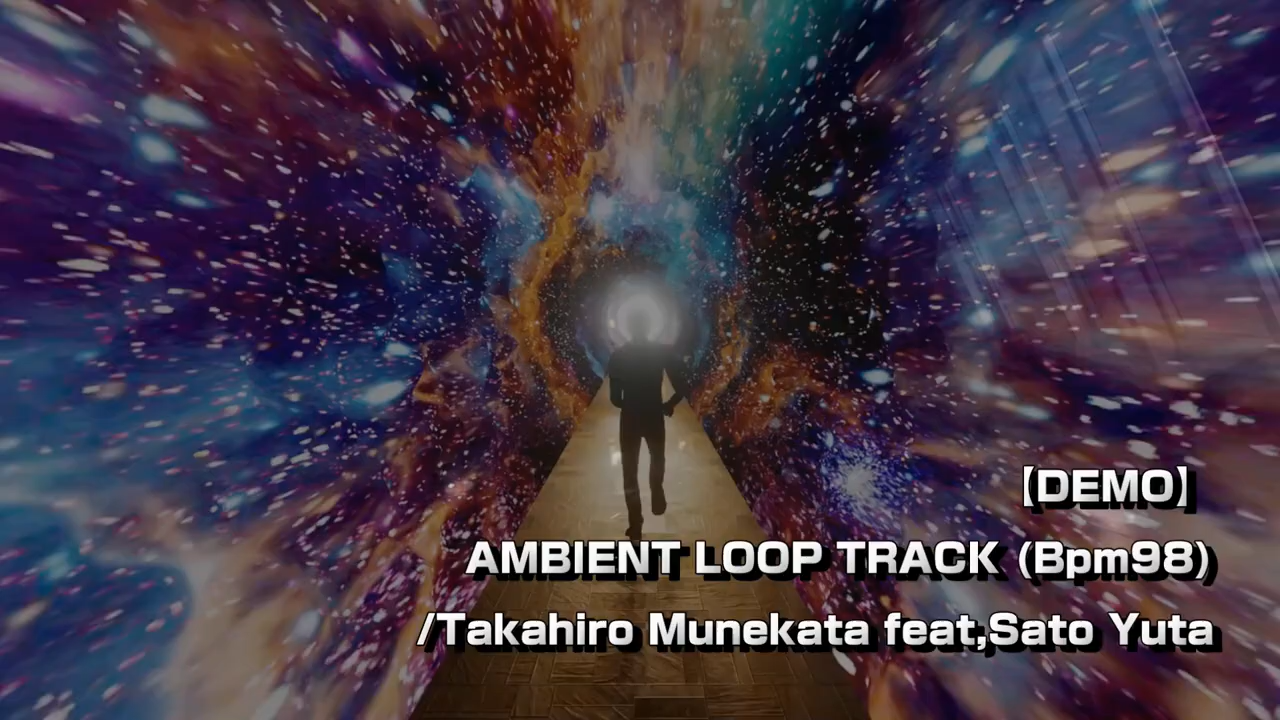 【DEMO】
AMBIENT LOOP TRACK (Bpm98)
/Takahiro Munekata feat,Sato Yuta